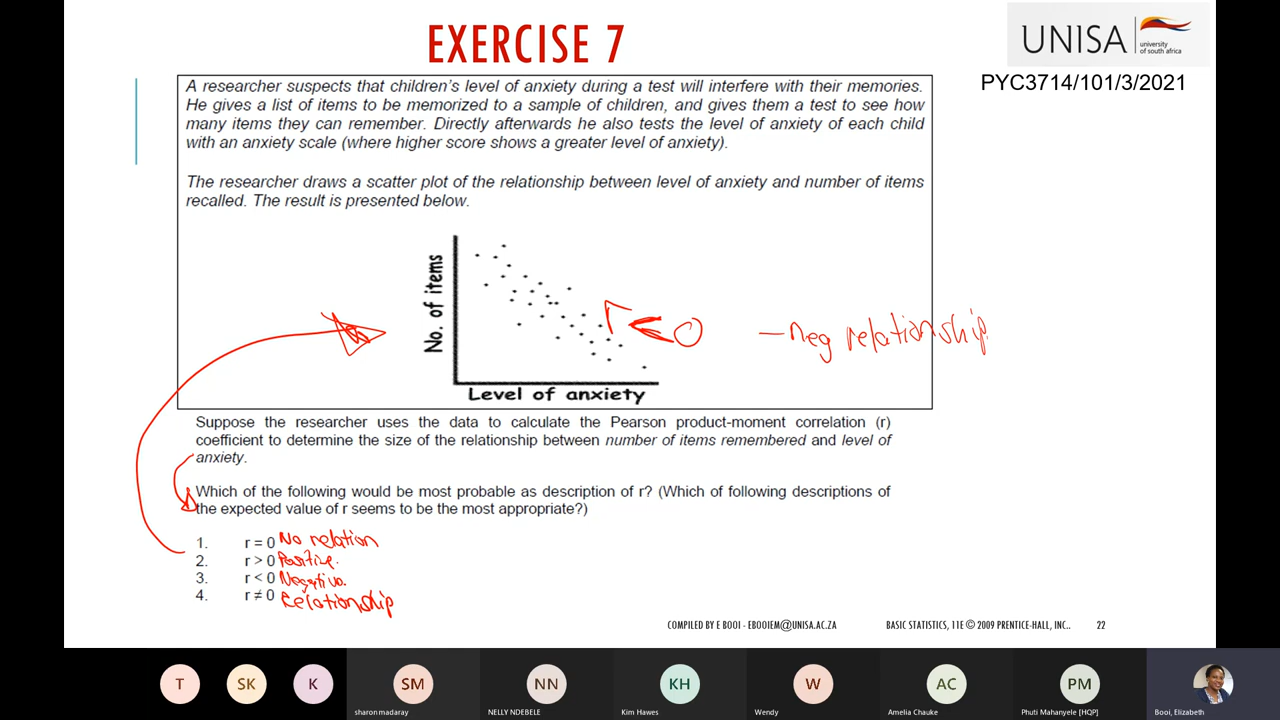 EXERCISE 7
UNISA
university
of south africa
PYC3714/101/3/2021
A researcher suspects that children's level of anxiety during a test will interfere with their memories.
He gives a list of items to be memorized to a sample of children, and gives them a test to see how
many items they can remember. Directly afterwards he also tests the level of anxiety of each child
with an anxiety scale (where higher score shows a greater level of anxiety).
The researcher draws a scatter plot of the relationship between level of anxiety and number of items
recalled. The result is presented below.
No. of items
r < 0
- neg relationship
Level of anxiety
Suppose the researcher uses the data to calculate the Pearson product-moment correlation (r)
coefficient to determine the size of the relationship between number of items remembered and level of
anxiety.
Which of the following would be most probable as description of r? (Which of following descriptions of
the expected value of r seems to be the most appropriate?)
1. r = 0 No relation
2. r > 0 Positive.
3. r < 0 Negative.
4. r ≠ 0 Relationship
COMPILED BY E BOOI - EBOOIEM@UNISA.AC.ZA
BASIC STATISTICS, 11E © 2009 PRENTICE-HALL, INC..
22
T
SK
K
SM
NN
KH
W
AC
PM
sharon madaray
NELLY NDEBELE
Kim Hawes
Wendy
Amelia Chauke
Phuti Mahanyele [HQP]
Booi, Elizabeth